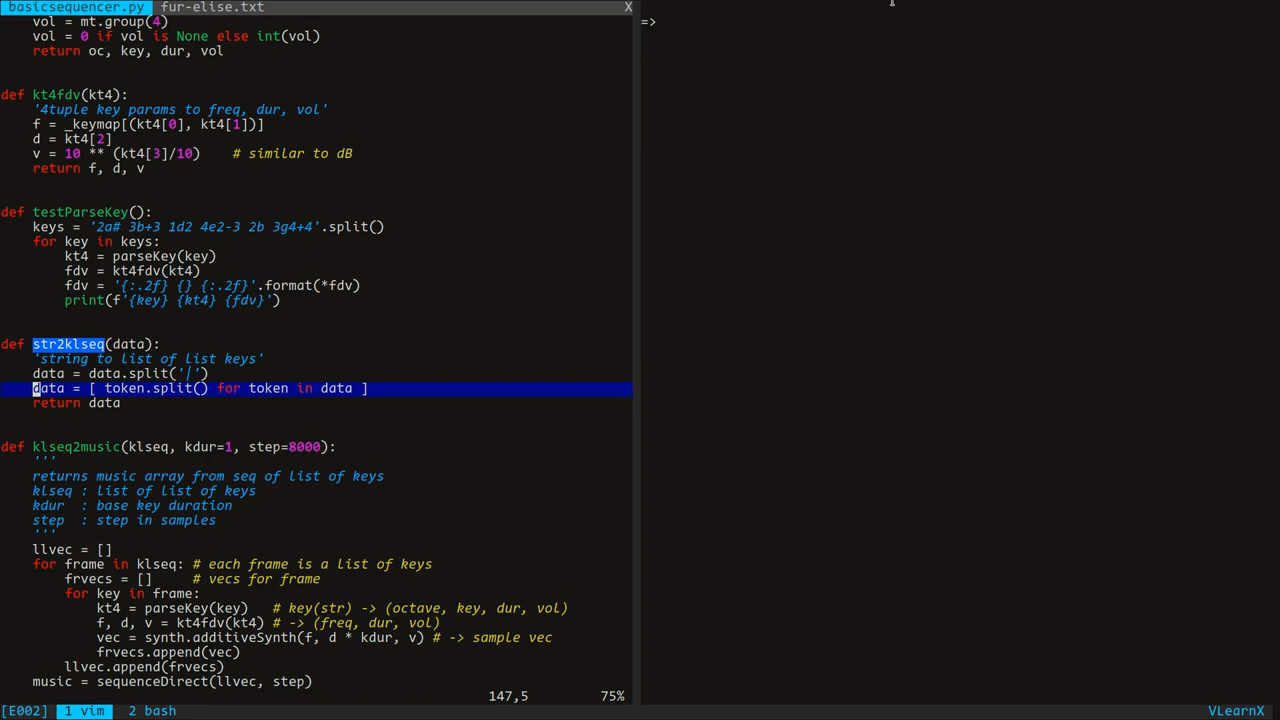 basicsequencer.py fur-elise.txt X
=>
vol = mt.group(4)
vol = 0 if vol is None else int(vol)
return oc, key, dur, vol
def kt4fdv(kt4):
'4tuple key params to freq, dur, vol'
f = _keymap[(kt4[0], kt4[1])]
d = kt4[2]
v = 10 ** (kt4[3]/10) # similar to dB
return f, d, v
def testParseKey():
keys = '2a# 3b+3 1d2 4e2-3 2b 3g4+4'.split()
for key in keys:
kt4 = parseKey(key)
fdv = kt4fdv(kt4)
fdv = '{:.2f} {} {:.2f}'.format(*fdv)
print(f'{key} {kt4} {fdv}')
def str2klseq(data):
'string to list of list keys'
data = data.split('|')
data = [ token.split() for token in data ]
return data
def klseq2music(klseq, kdur=1, step=8000):
'''
returns music array from seq of list of keys
klseq : list of list of keys
kdur : base key duration
step : step in samples
'''
llvec = []
for frame in klseq: # each frame is a list of keys
frvecs = [] # vecs for frame
for key in frame:
kt4 = parseKey(key) # key(str) -> (octave, key, dur, vol)
f, d, v = kt4fdv(kt4) # -> (freq, dur, vol)
vec = synth.additiveSynth(f, d * kdur, v) # -> sample vec
frvecs.append(vec)
llvec.append(frvecs)
music = sequenceDirect(llvec, step)
147,5 75%
[E002] 1 vim 2 bash VLearnX